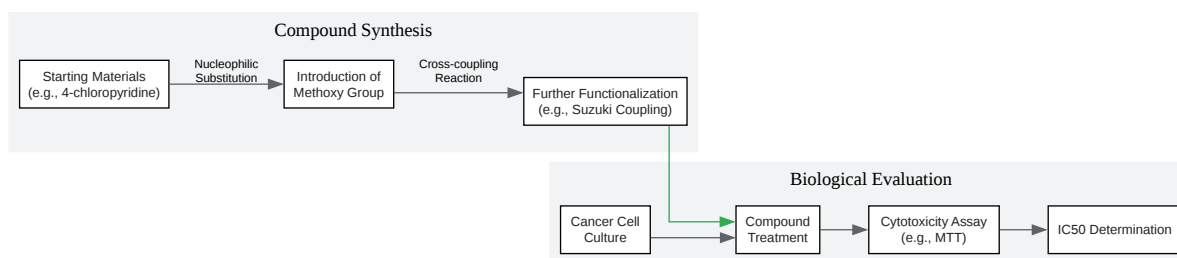 Compound Synthesis
Starting Materials
(e.g., 4-chloropyridine)
Nucleophilic
Substitution
Introduction of
Methoxy Group
Cross-coupling
Reaction
Further Functionalization
(e.g., Suzuki Coupling)
Biological Evaluation
Cancer Cell
Culture
Compound
Treatment
Cytotoxicity Assay
(e.g., MTT)
IC50 Determination